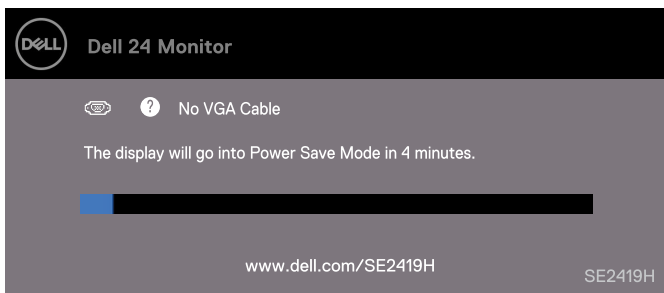 DELL
Dell 24 Monitor
? No VGA Cable
The display will go into Power Save Mode in 4 minutes.
www.dell.com/SE2419H
SE2419H